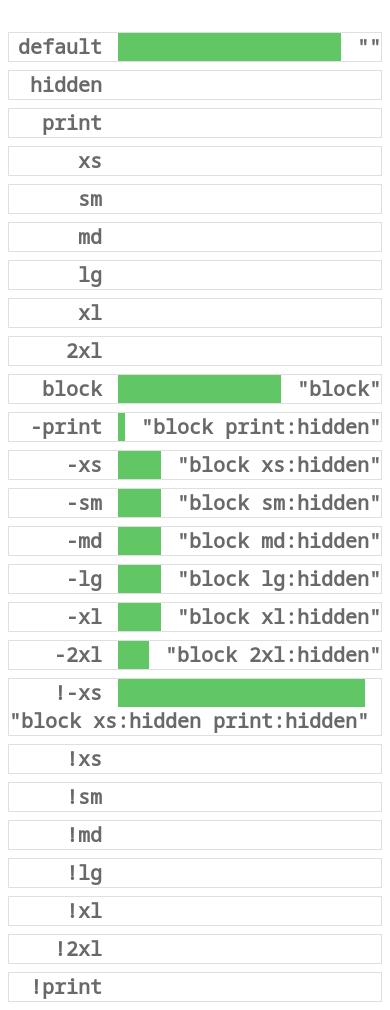 default ""
hidden
print
xs
sm
md
lg
xl
2xl
block "block"
-print "block print:hidden"
-xs "block xs:hidden"
-sm "block sm:hidden"
-md "block md:hidden"
-lg "block lg:hidden"
-xl "block xl:hidden"
-2xl "block 2xl:hidden"
!-xs
"block xs:hidden print:hidden"
!xs
!sm
!md
!lg
!xl
!2xl
!print